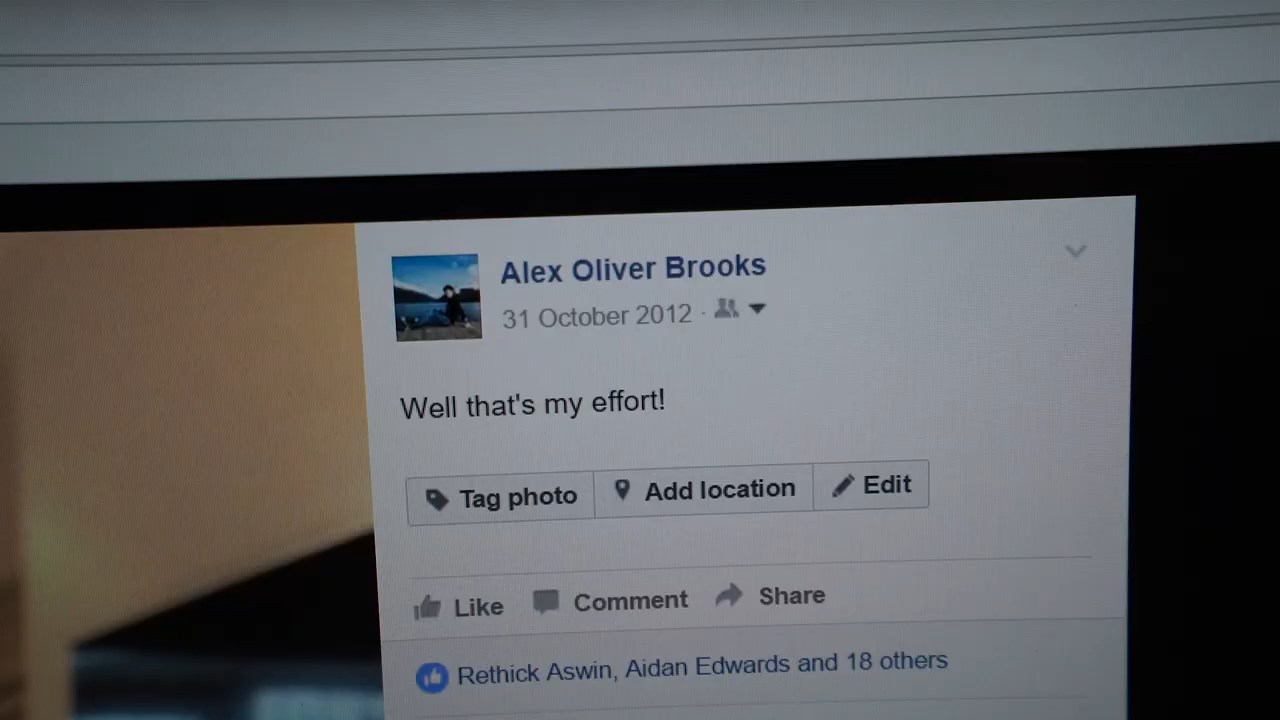 Alex Oliver Brooks
31 October 2012 ·
Well that's my effort!
Tag photo Add location Edit
Like Comment Share
Rethick Aswin, Aidan Edwards and 18 others